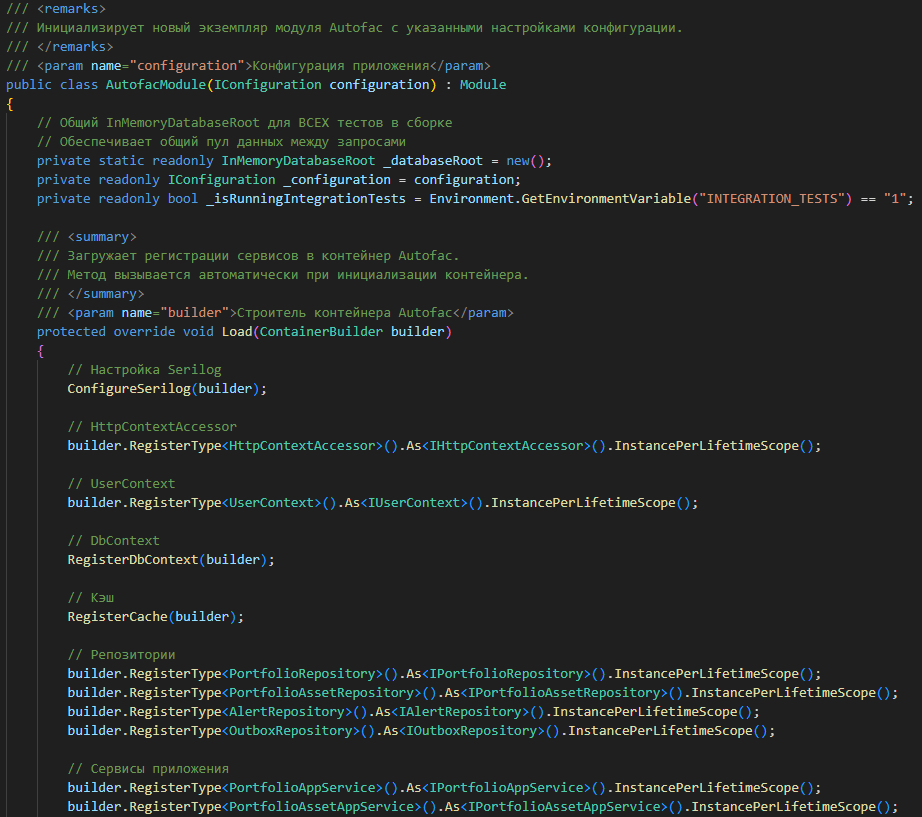 /// <remarks>
/// Инициализирует новый экземпляр модуля Autofac с указанными настройками конфигурации.
/// </remarks>
/// <param name="configuration">Конфигурация приложения</param>
public class AutofacModule(IConfiguration configuration) : Module
{
// Общий InMemoryDatabaseRoot для ВСЕХ тестов в сборке
// Обеспечивает общий пул данных между запросами
private static readonly InMemoryDatabaseRoot _databaseRoot = new();
private readonly IConfiguration _configuration = configuration;
private readonly bool _isRunningIntegrationTests = Environment.GetEnvironmentVariable("INTEGRATION_TESTS") == "1";
/// <summary>
/// Загружает регистрации сервисов в контейнер Autofac.
/// Метод вызывается автоматически при инициализации контейнера.
/// </summary>
/// <param name="builder">Строитель контейнера Autofac</param>
protected override void Load(ContainerBuilder builder)
{
// Настройка Serilog
ConfigureSerilog(builder);
// HttpContextAccessor
builder.RegisterType<HttpContextAccessor>().As<IHttpContextAccessor>().InstancePerLifetimeScope();
// UserContext
builder.RegisterType<UserContext>().As<IUserContext>().InstancePerLifetimeScope();
// DbContext
RegisterDbContext(builder);
// Кэш
RegisterCache(builder);
// Репозитории
builder.RegisterType<PortfolioRepository>().As<IPortfolioRepository>().InstancePerLifetimeScope();
builder.RegisterType<PortfolioAssetRepository>().As<IPortfolioAssetRepository>().InstancePerLifetimeScope();
builder.RegisterType<AlertRepository>().As<IAlertRepository>().InstancePerLifetimeScope();
builder.RegisterType<OutboxRepository>().As<IOutboxRepository>().InstancePerLifetimeScope();
// Сервисы приложения
builder.RegisterType<PortfolioAppService>().As<IPortfolioAppService>().InstancePerLifetimeScope();
builder.RegisterType<PortfolioAssetAppService>().As<IPortfolioAssetAppService>().InstancePerLifetimeScope();